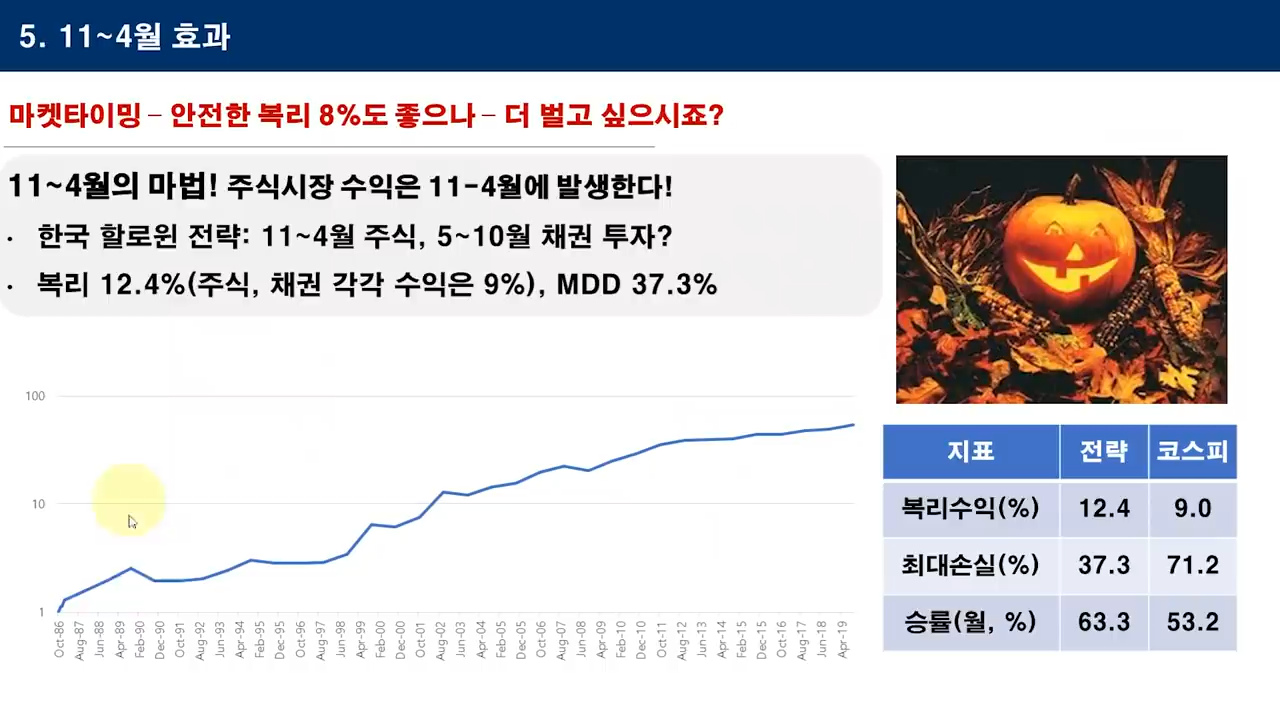 5. 11~4월 효과
마켓타이밍 – 안전한 복리 8%도 좋으나 – 더 벌고 싶으시죠?
11~4월의 마법! 주식시장 수익은 11-4월에 발생한다!
· 한국 할로윈 전략: 11~4월 주식, 5~10월 채권 투자?
· 복리 12.4%(주식, 채권 각각 수익은 9%), MDD 37.3%
100
10
1
Oct-86 Aug-87 Jun-88 Apr-89 Feb-90 Dec-90 Oct-91 Aug-92 Jun-93 Apr-94 Feb-95 Dec-95 Oct-96 Aug-97 Jun-98 Apr-99 Feb-00 Dec-00 Oct-01 Aug-02 Jun-03 Apr-04 Feb-05 Dec-05 Oct-06 Aug-07 Jun-08 Apr-09 Feb-10 Dec-10 Oct-11 Aug-12 Jun-13 Apr-14 Feb-15 Dec-15 Oct-16 Aug-17 Jun-18 Apr-19
지표 전략 코스피
복리수익(%) 12.4 9.0
최대손실(%) 37.3 71.2
승률(월, %) 63.3 53.2